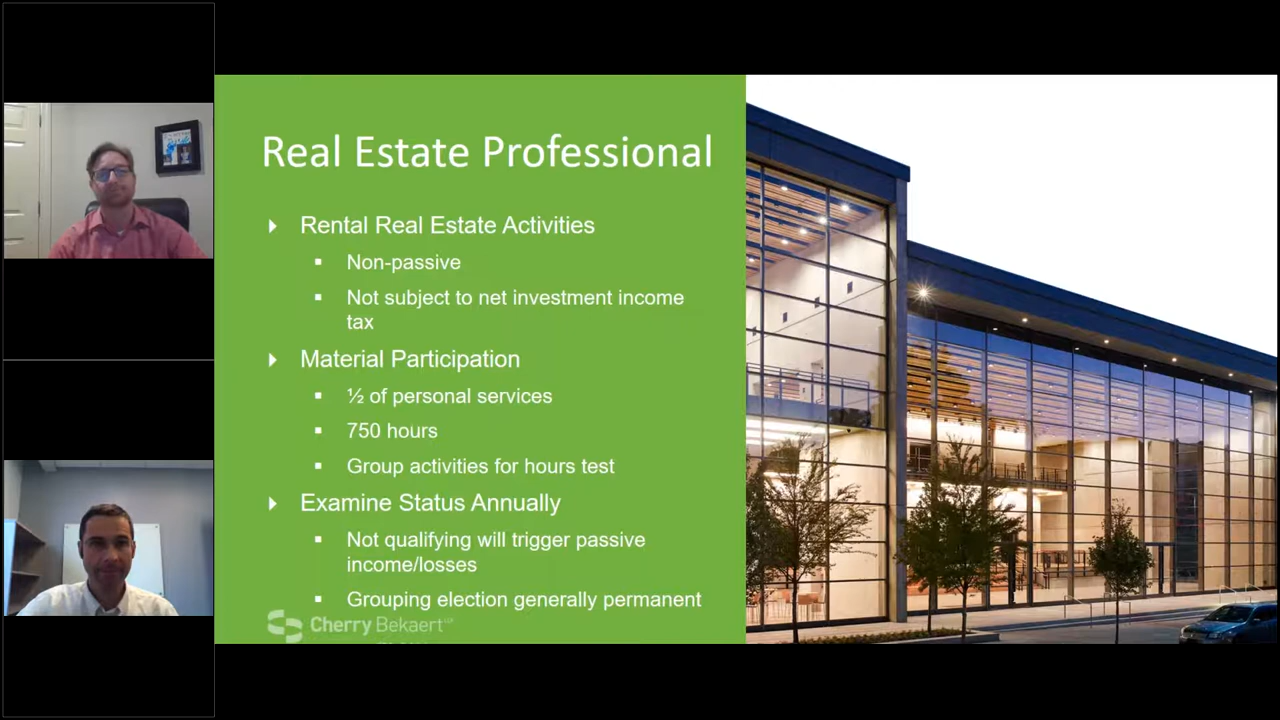 Real Estate Professional
Rental Real Estate Activities
Non-passive
Not subject to net investment income
tax
Material Participation
½ of personal services
750 hours
Group activities for hours test
Examine Status Annually
Not qualifying will trigger passive
income/losses
Grouping election generally permanent
Cherry Bekaert